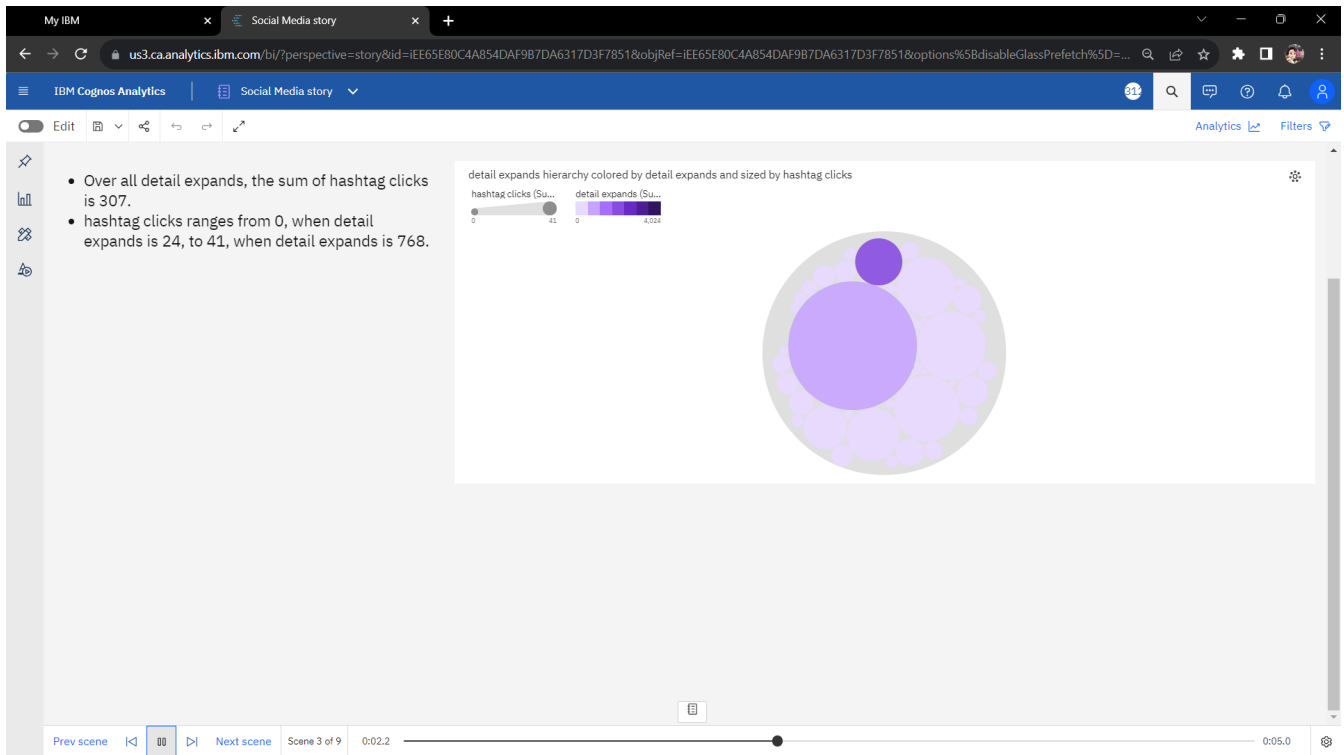 My IBM
Social Media story
us3.ca.analytics.ibm.com/bi/?perspective=story&id=iEE65E80C4A854DAF9B7DA6317D3F7851&objRef=iEE65E80C4A854DAF9B7DA6317D3F7851&options%5BdisableGlassPrefetch%5D=...
IBM Cognos Analytics
Social Media story
Edit
Analytics
Filters
• Over all detail expands, the sum of hashtag clicks
is 307.
• hashtag clicks ranges from 0, when detail
expands is 24, to 41, when detail expands is 768.
detail expands hierarchy colored by detail expands and sized by hashtag clicks
hashtag clicks (Su...
detail expands (Su...
0 41
0 4,024
Prev scene
Next scene
Scene 3 of 9
0:02.2
0:05.0